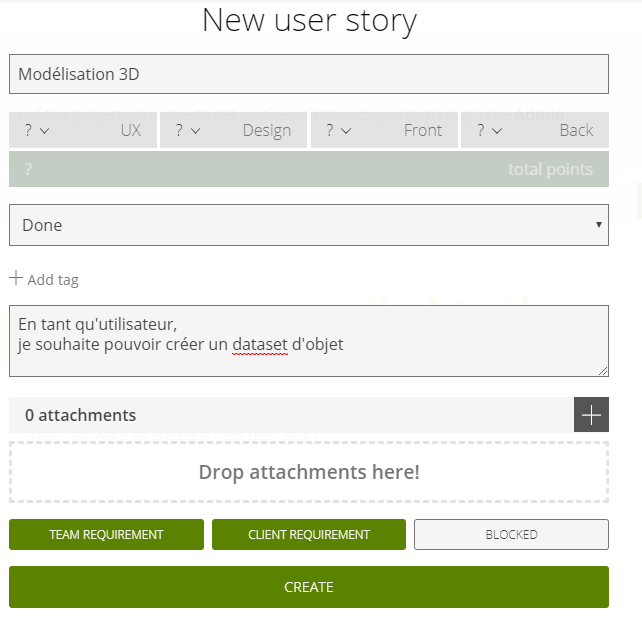 New user story
Modélisation 3D
? UX ? Design ? Front ? Back
? total points
Done
Add tag
En tant qu'utilisateur,
je souhaite pouvoir créer un dataset d'objet
0 attachments
Drop attachments here!
TEAM REQUIREMENT CLIENT REQUIREMENT BLOCKED
CREATE